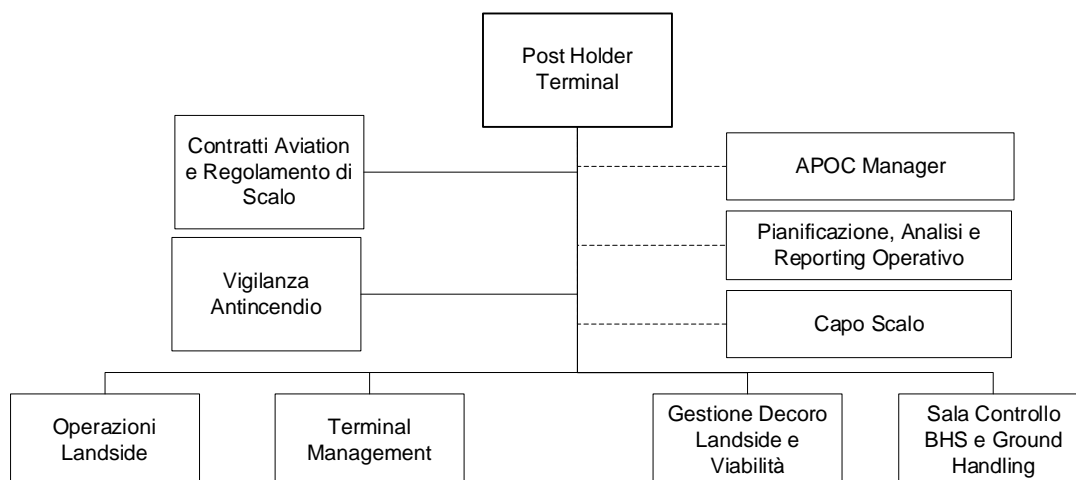 Post Holder
Terminal
Contratti Aviation
e Regolamento di
Scalo
APOC Manager
Pianificazione, Analisi e
Reporting Operativo
Vigilanza
Antincendio
Capo Scalo
Operazioni
Landside
Terminal
Management
Gestione Decoro
Landside e
Viabilità
Sala Controllo
BHS e Ground
Handling